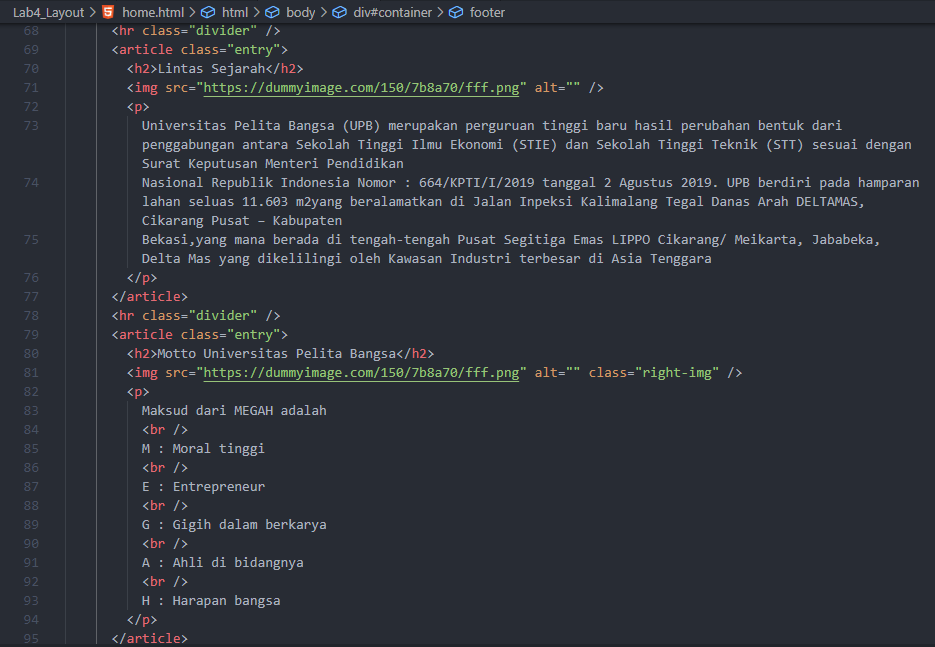 Lab4_Layout > home.html > html > body > div#container > footer
68 <hr class="divider" />
69 <article class="entry">
70 <h2>Lintas Sejarah</h2>
71 <img src="https://dummyimage.com/150/7b8a70/fff.png" alt="" />
72 <p>
73 Universitas Pelita Bangsa (UPB) merupakan perguruan tinggi baru hasil perubahan bentuk dari
penggabungan antara Sekolah Tinggi Ilmu Ekonomi (STIE) dan Sekolah Tinggi Teknik (STT) sesuai dengan
Surat Keputusan Menteri Pendidikan
74 Nasional Republik Indonesia Nomor : 664/KPTI/I/2019 tanggal 2 Agustus 2019. UPB berdiri pada hamparan
lahan seluas 11.603 m2yang beralamatkan di Jalan Inpeksi Kalimalang Tegal Danas Arah DELTAMAS,
Cikarang Pusat – Kabupaten
75 Bekasi,yang mana berada di tengah-tengah Pusat Segitiga Emas LIPPO Cikarang/ Meikarta, Jababeka,
Delta Mas yang dikelilingi oleh Kawasan Industri terbesar di Asia Tenggara
76 </p>
77 </article>
78 <hr class="divider" />
79 <article class="entry">
80 <h2>Motto Universitas Pelita Bangsa</h2>
81 <img src="https://dummyimage.com/150/7b8a70/fff.png" alt="" class="right-img" />
82 <p>
83 Maksud dari MEGAH adalah
84 <br />
85 M : Moral tinggi
86 <br />
87 E : Entrepreneur
88 <br />
89 G : Gigih dalam berkarya
90 <br />
91 A : Ahli di bidangnya
92 <br />
93 H : Harapan bangsa
94 </p>
95 </article>